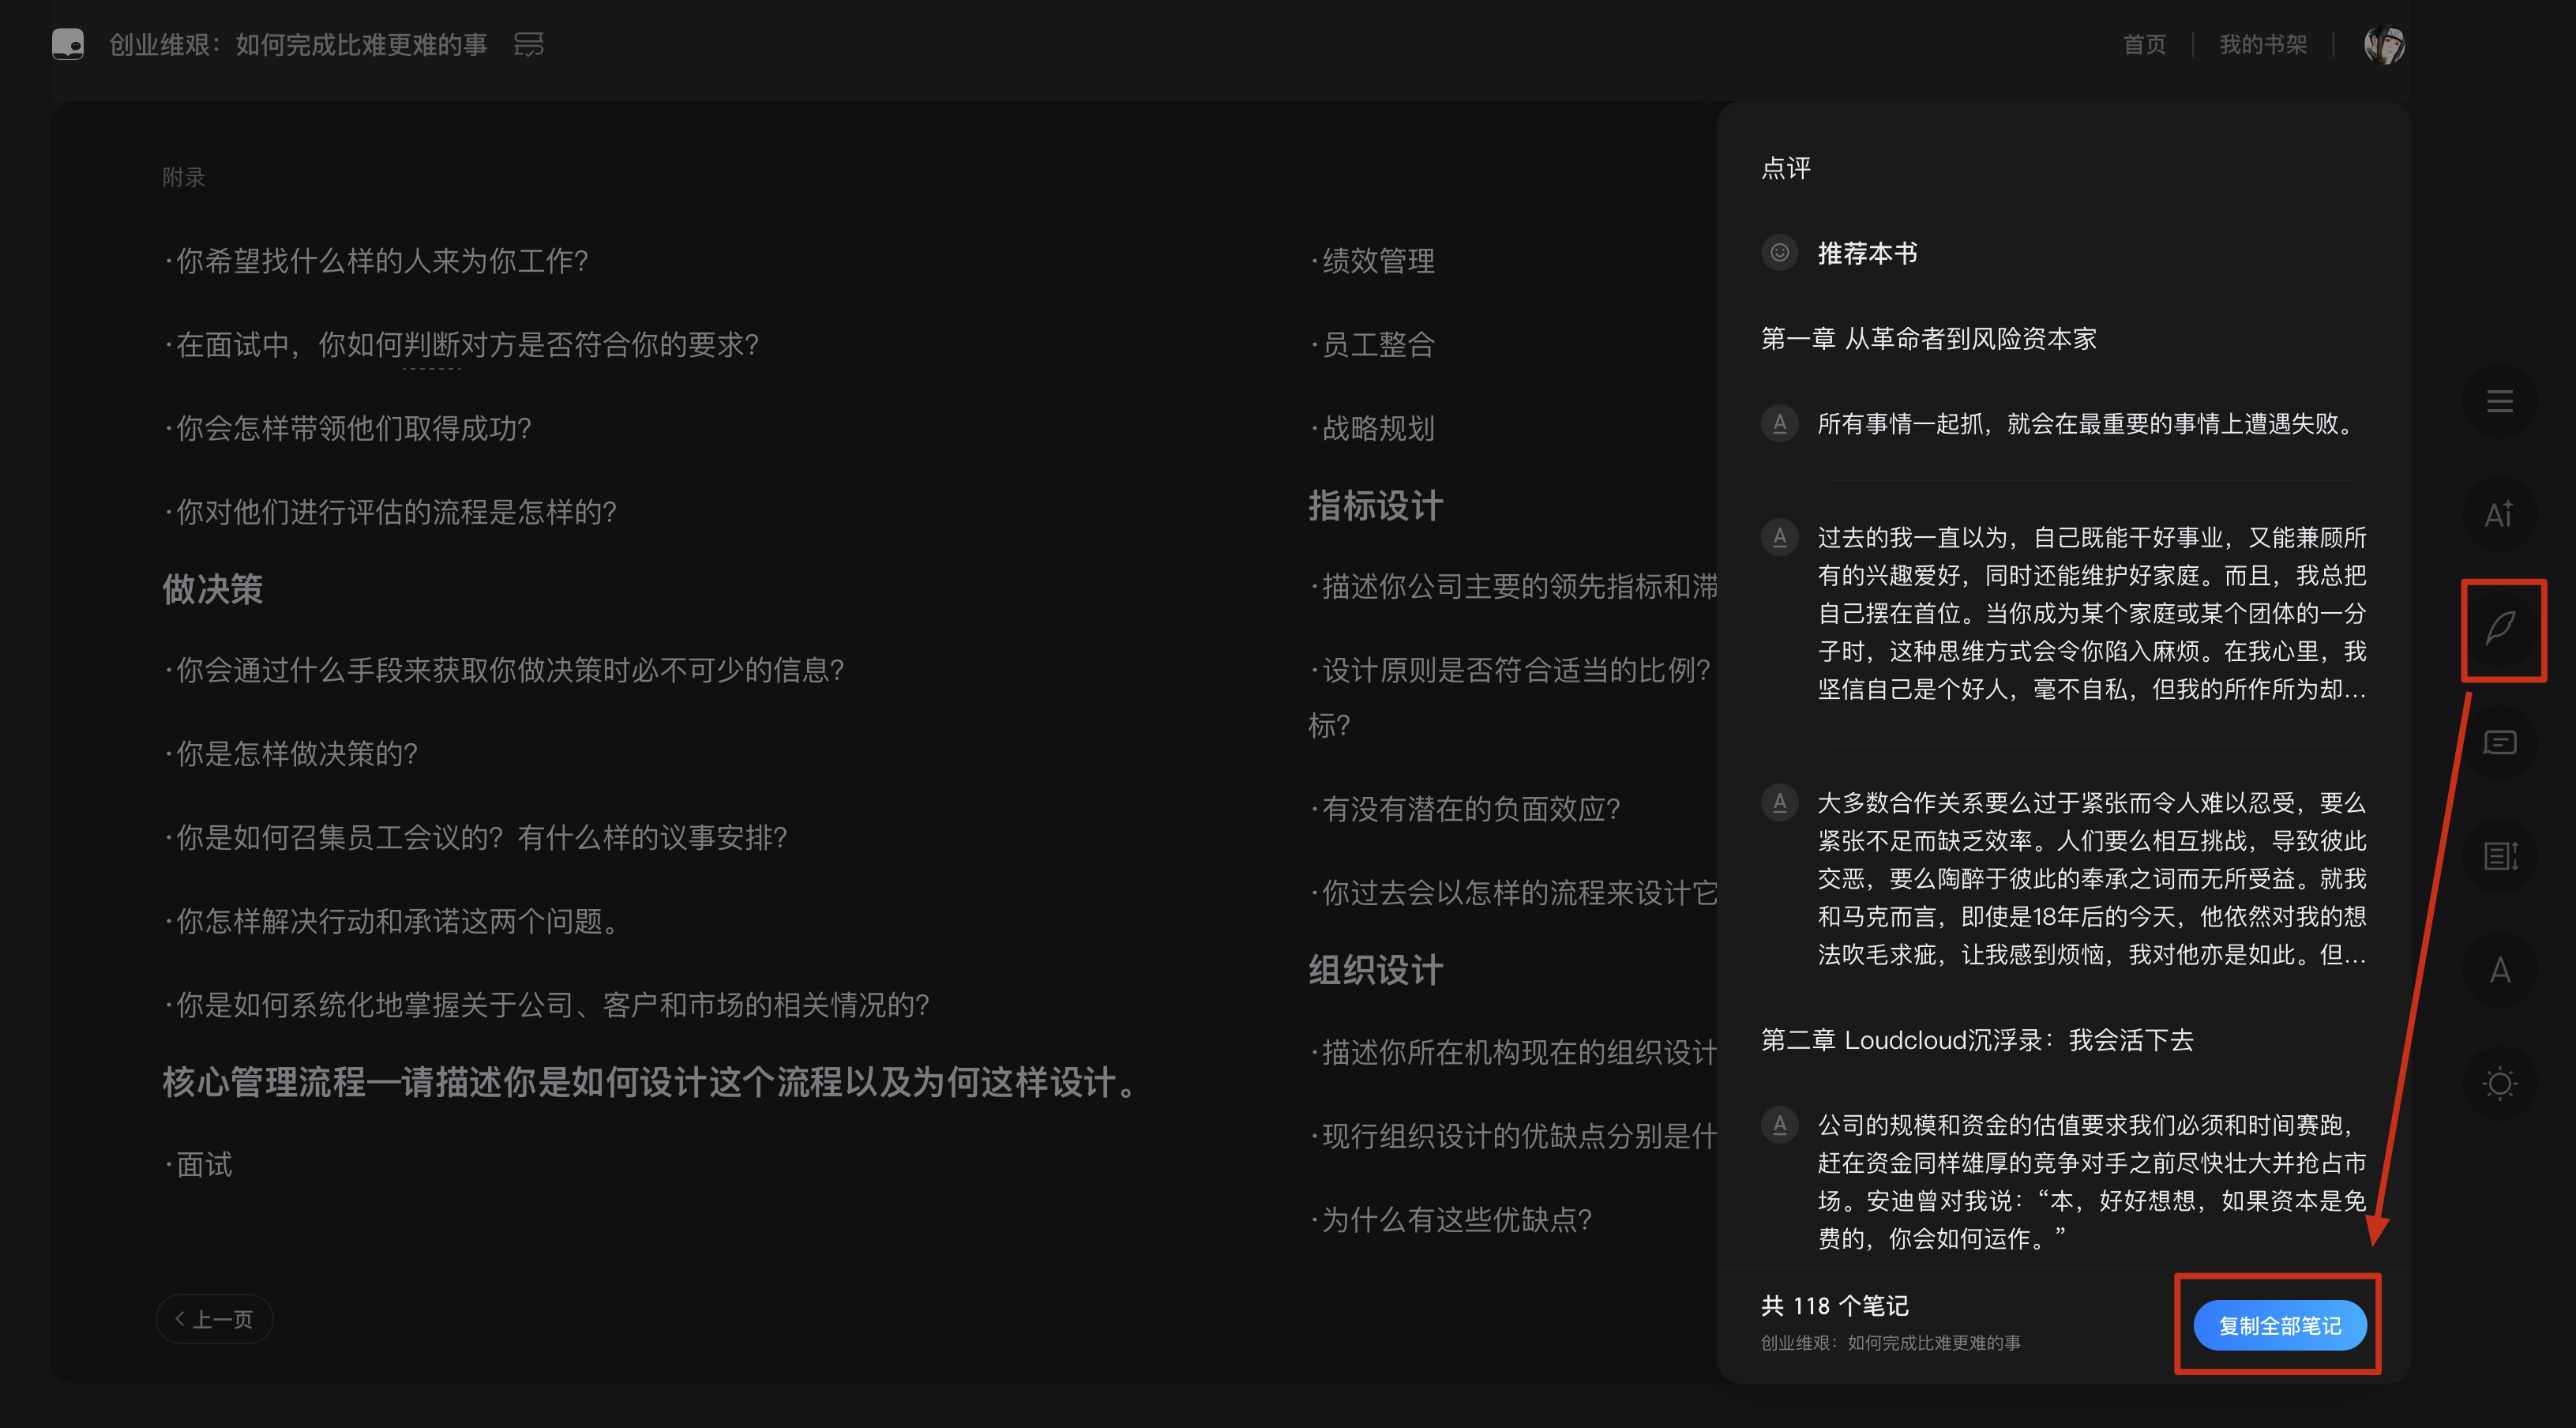 创业维艰：如何完成比难更难的事
首页
我的书架
附录
·你希望找什么样的人来为你工作？
·在面试中，你如何判断对方是否符合你的要求？
·你会怎样带领他们取得成功？
·你对他们进行评估的流程是怎样的？
做决策
·你会通过什么手段来获取你做决策时必不可少的信息？
·你是怎样做决策的？
·你是如何召集员工会议的？有什么样的议事安排？
·你怎样解决行动和承诺这两个问题。
·你是如何系统化地掌握关于公司、客户和市场的相关情况的？
核心管理流程—请描述你是如何设计这个流程以及为何这样设计。
·面试
上一页
·绩效管理
·员工整合
·战略规划
指标设计
·描述你公司主要的领先指标和滞
·设计原则是否符合适当的比例？
标？
·有没有潜在的负面效应？
·你过去会以怎样的流程来设计它
组织设计
·描述你所在机构现在的组织设计
·现行组织设计的优缺点分别是什
·为什么有这些优缺点？
点评
推荐本书
第一章 从革命者到风险资本家
A 所有事情一起抓，就会在最重要的事情上遭遇失败。
A 过去的我一直以为，自己既能干好事业，又能兼顾所
有的兴趣爱好，同时还能维护好家庭。而且，我总把
自己摆在首位。当你成为某个家庭或某个团体的一分
子时，这种思维方式会令你陷入麻烦。在我心里，我
坚信自己是个好人，毫不自私，但我的所作所为却…
A 大多数合作关系要么过于紧张而令人难以忍受，要么
紧张不足而缺乏效率。人们要么相互挑战，导致彼此
交恶，要么陶醉于彼此的奉承之词而无所受益。就我
和马克而言，即使是18年后的今天，他依然对我的想
法吹毛求疵，让我感到烦恼，我对他亦是如此。但…
第二章 Loudcloud沉浮录：我会活下去
A 公司的规模和资金的估值要求我们必须和时间赛跑，
赶在资金同样雄厚的竞争对手之前尽快壮大并抢占市
场。安迪曾对我说：“本，好好想想，如果资本是免
费的，你会如何运作。”
共 118 个笔记
创业维艰：如何完成比难更难的事
复制全部笔记
Ai
A